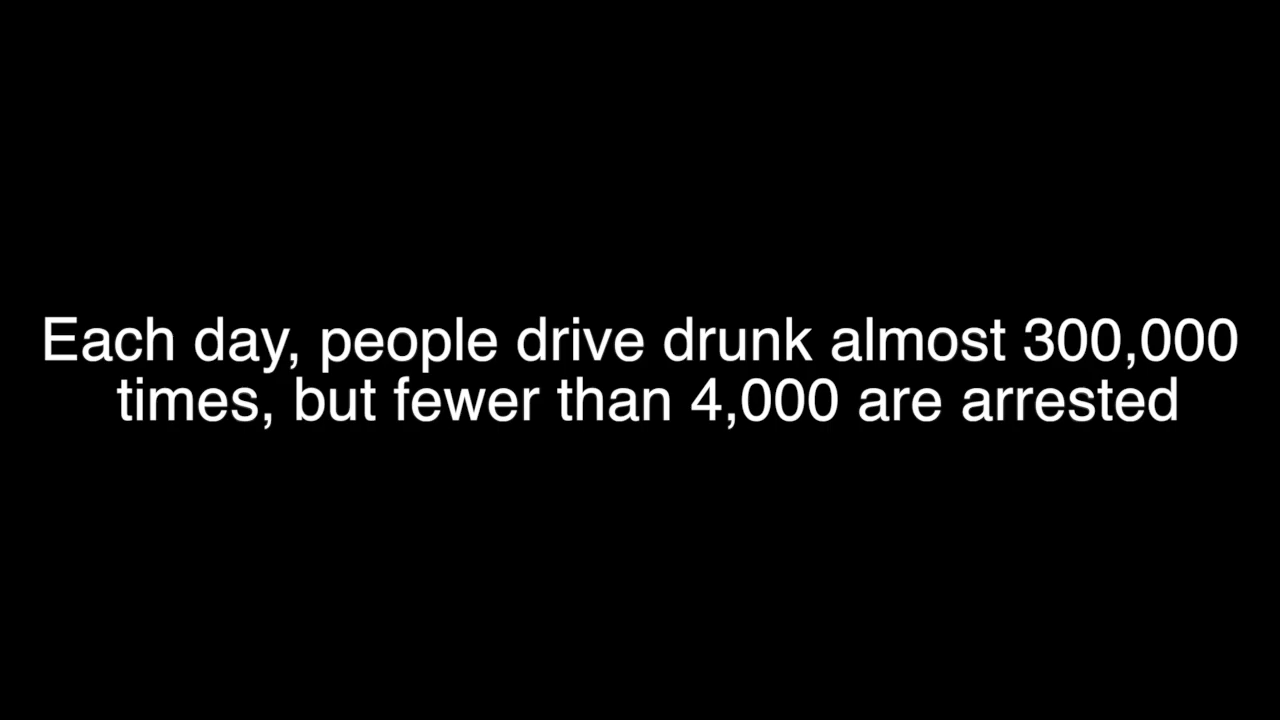 Each day, people drive drunk almost 300,000
times, but fewer than 4,000 are arrested